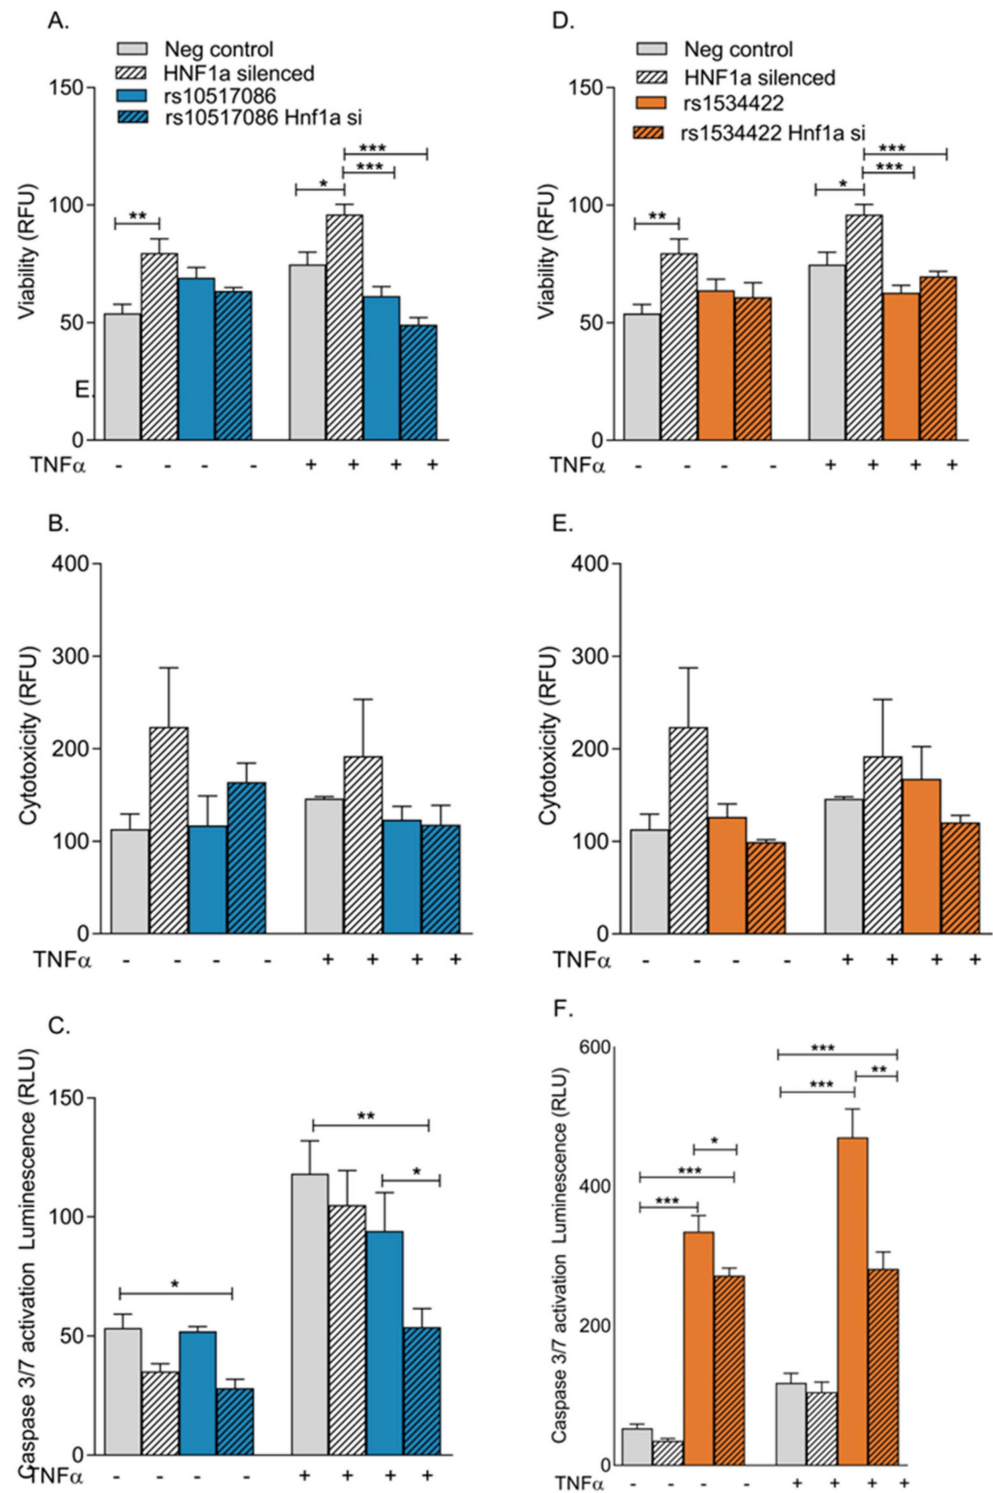 A.
Neg control
HNF1a silenced
rs10517086
rs10517086 Hnf1a si
150
100
50
0
Viability (RFU)
E.
** * *** ***
TNFα - - - - + + + +
D.
Neg control
HNF1a silenced
rs1534422
rs1534422 Hnf1a si
150
100
50
0
Viability (RFU)
** * *** ***
TNFα - - - - + + + +
B.
400
300
200
100
0
Cytotoxicity (RFU)
TNFα - - - - + + + +
E.
400
300
200
100
0
Cytotoxicity (RFU)
TNFα - - - - + + + +
C.
150
100
50
0
Caspase 3/7 activation Luminescence (RLU)
* ** *
TNFα - - - - + + + +
F.
600
400
200
0
Caspase 3/7 activation Luminescence (RLU)
*** *** * *** *** **
TNFα - - - - + + + +